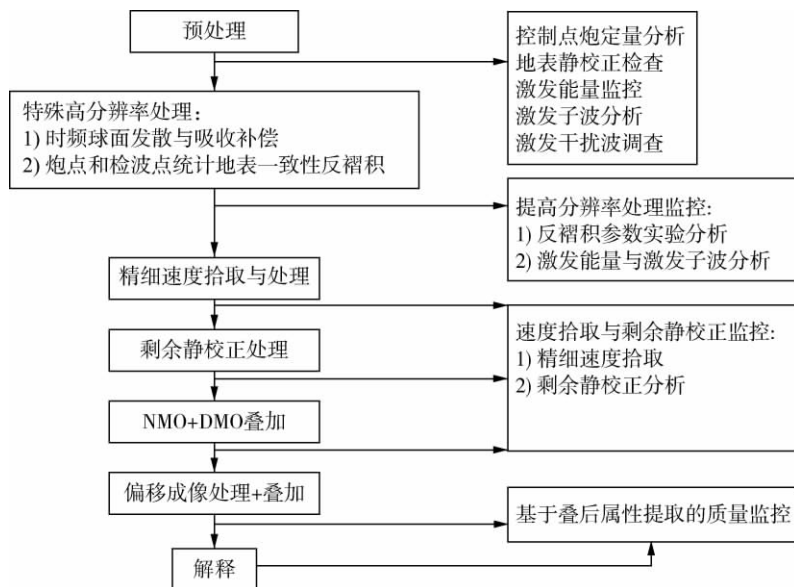 预处理
控制点炮定量分析
地表静校正检查
激发能量监控
激发子波分析
激发干扰波调查
特殊高分辨率处理：
1) 时频球面发散与吸收补偿
2) 炮点和检波点统计地表一致性反褶积
提高分辨率处理监控:
1) 反褶积参数实验分析
2) 激发能量与激发子波分析
精细速度拾取与处理
速度拾取与剩余静校正监控:
1) 精细速度拾取
2) 剩余静校正分析
剩余静校正处理
NMO+DMO叠加
偏移成像处理+叠加
基于叠后属性提取的质量监控
解释